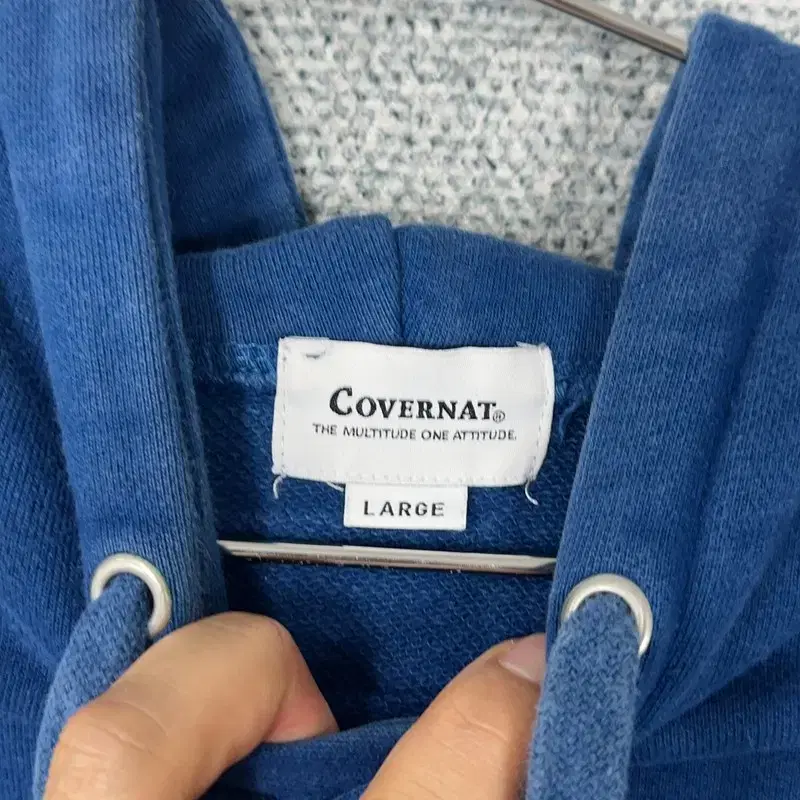 COVERNAT®
THE MULTITUDE ONE ATTITUDE.
LARGE